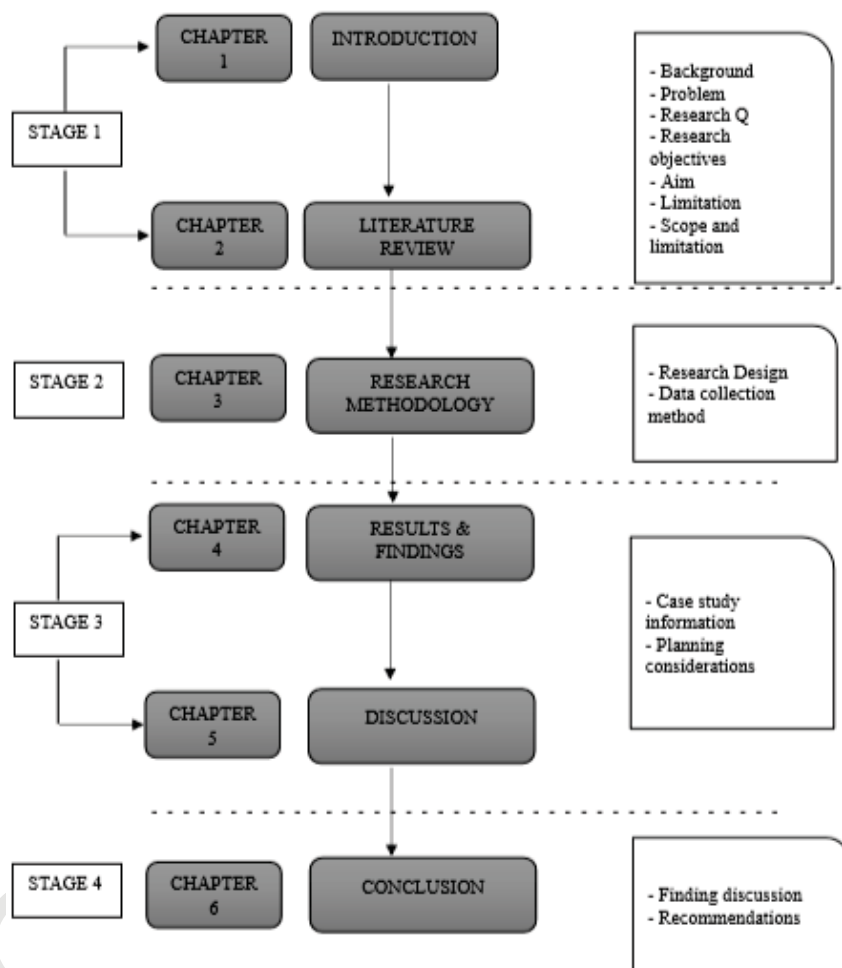 CHAPTER
1
INTRODUCTION
- Background
- Problem
- Research Q
- Research
objectives
- Aim
- Limitation
- Scope and
limitation
STAGE 1
CHAPTER
2
LITERATURE
REVIEW
STAGE 2
CHAPTER
3
RESEARCH
METHODOLOGY
- Research Design
- Data collection
method
CHAPTER
4
RESULTS &
FINDINGS
STAGE 3
- Case study
information
- Planning
considerations
CHAPTER
5
DISCUSSION
STAGE 4
CHAPTER
6
CONCLUSION
- Finding discussion
- Recommendations